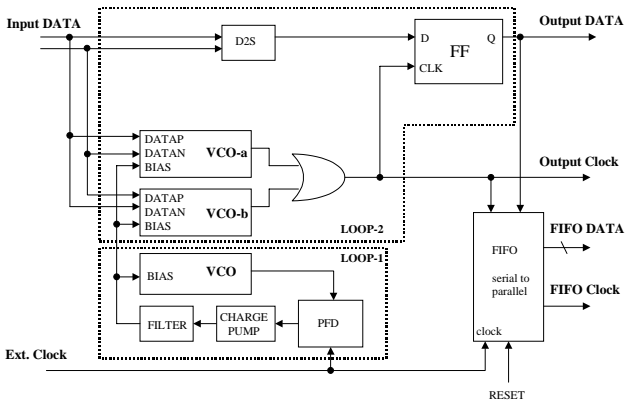 Input DATA
Output DATA
D2S
D
Q
FF
CLK
DATAP
DATAN
BIAS
VCO-a
DATAP
DATAN
BIAS
VCO-b
Output Clock
LOOP-2
LOOP-1
BIAS
VCO
FILTER
CHARGE
PUMP
PFD
FIFO
serial to
parallel
clock
FIFO DATA
FIFO Clock
Ext. Clock
RESET